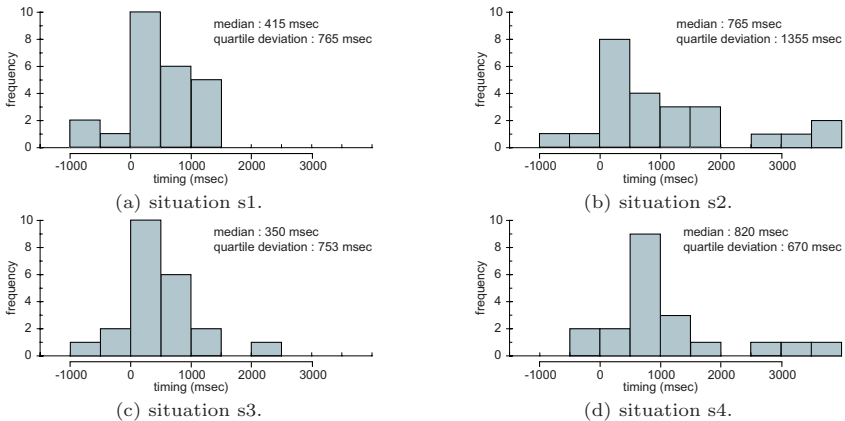 median : 415 msec
quartile deviation : 765 msec
frequency
10
8
6
4
2
0
-1000 0 1000 2000 3000
timing (msec)
(a) situation s1.
median : 765 msec
quartile deviation : 1355 msec
frequency
10
8
6
4
2
0
-1000 0 1000 2000 3000
timing (msec)
(b) situation s2.
median : 350 msec
quartile deviation : 753 msec
frequency
10
8
6
4
2
0
-1000 0 1000 2000 3000
timing (msec)
(c) situation s3.
median : 820 msec
quartile deviation : 670 msec
frequency
10
8
6
4
2
0
-1000 0 1000 2000 3000
timing (msec)
(d) situation s4.